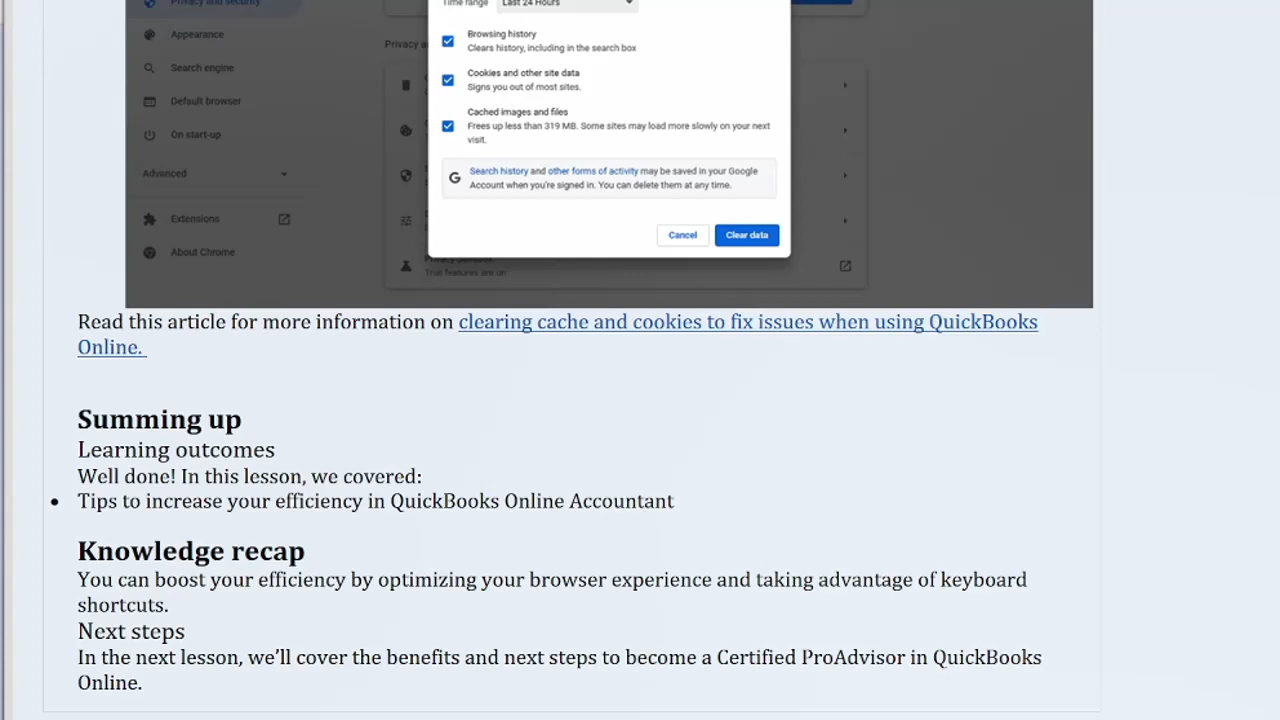 Privacy and security
Time range Last 24 Hours
Appearance
Browsing history
Privacy a
Clears history, including in the search box
Search engine
Cookies and other site data
Signs you out of most sites.
Default browser
Cached images and files
Frees up less than 319 MB. Some sites may load more slowly on your next
visit.
On start-up
Advanced
Search history and other forms of activity may be saved in your Google
Account when you're signed in. You can delete them at any time.
Extensions
Cancel Clear data
About Chrome
Trial features are on
Read this article for more information on clearing cache and cookies to fix issues when using QuickBooks
Online.
Summing up
Learning outcomes
Well done! In this lesson, we covered:
• Tips to increase your efficiency in QuickBooks Online Accountant
Knowledge recap
You can boost your efficiency by optimizing your browser experience and taking advantage of keyboard
shortcuts.
Next steps
In the next lesson, we’ll cover the benefits and next steps to become a Certified ProAdvisor in QuickBooks
Online.